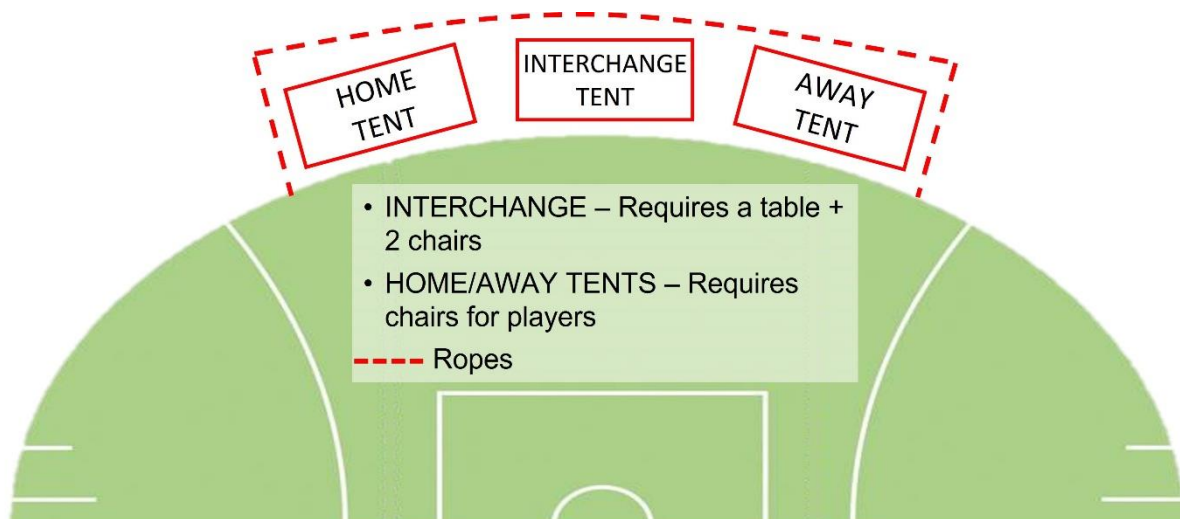 HOME
TENT
INTERCHANGE
TENT
AWAY
TENT
• INTERCHANGE – Requires a table +
2 chairs
• HOME/AWAY TENTS – Requires
chairs for players
Ropes